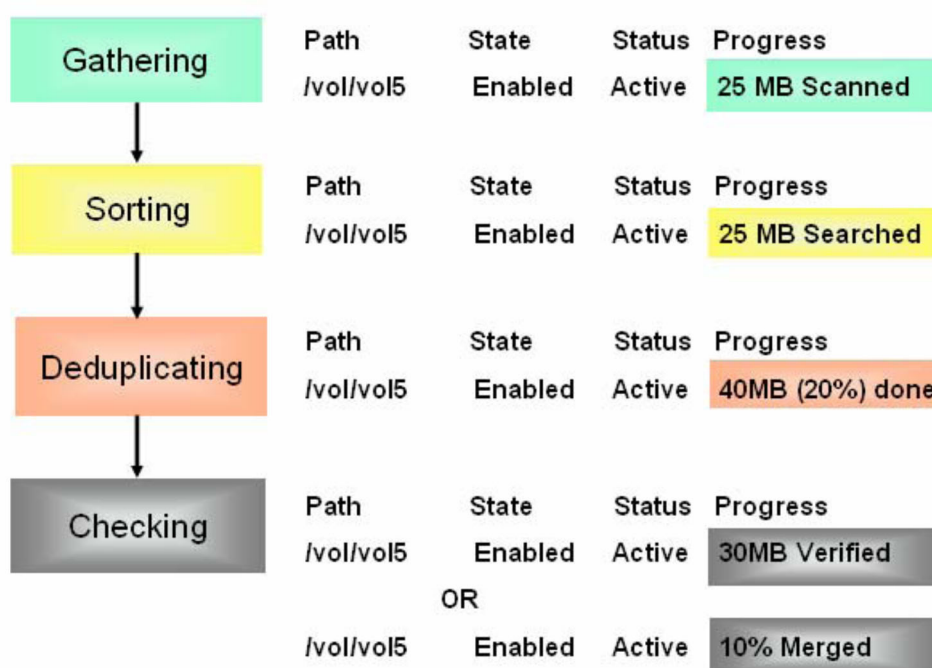 Gathering
Path State Status Progress
/vol/vol5 Enabled Active 25 MB Scanned
Sorting
Path State Status Progress
/vol/vol5 Enabled Active 25 MB Searched
Deduplicating
Path State Status Progress
/vol/vol5 Enabled Active 40MB (20%) done
Checking
Path State Status Progress
/vol/vol5 Enabled Active 30MB Verified
OR
/vol/vol5 Enabled Active 10% Merged